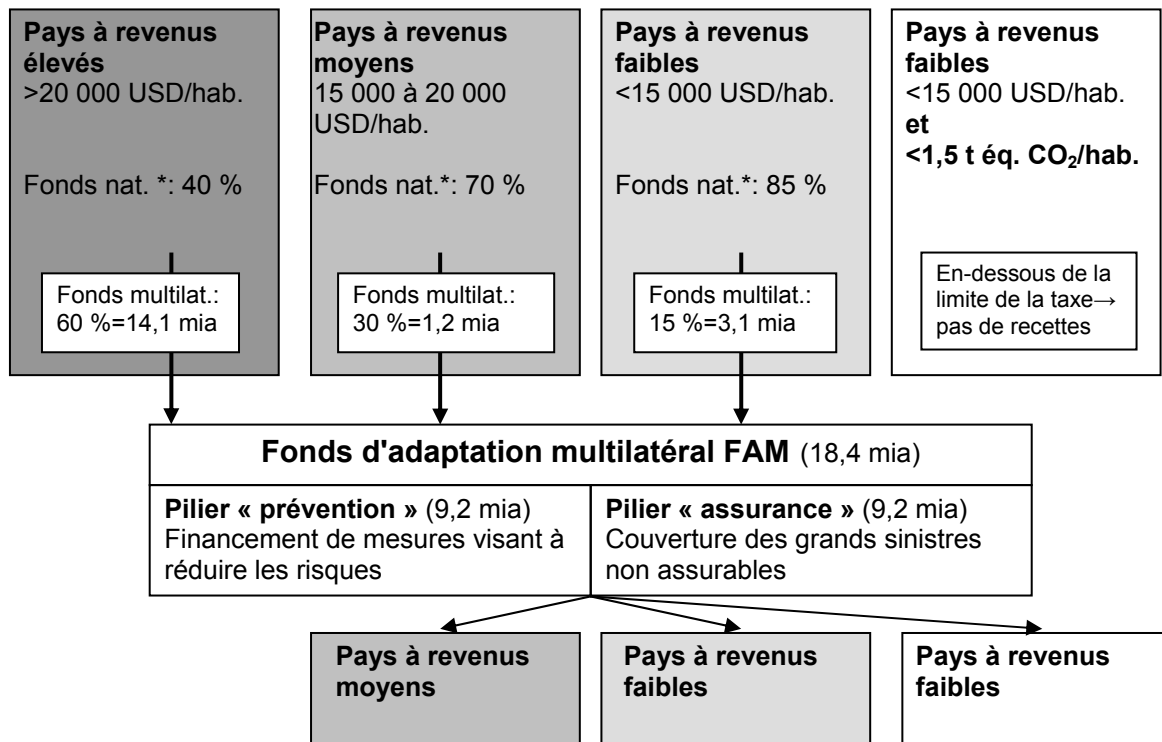 Pays à revenus
élevés
>20 000 USD/hab.
Fonds nat. *: 40 %
Fonds multilat.:
60 %=14,1 mia
Pays à revenus
moyens
15 000 à 20 000
USD/hab.
Fonds nat.*: 70 %
Fonds multilat.:
30 %=1,2 mia
Pays à revenus
faibles
<15 000 USD/hab.
Fonds nat.*: 85 %
Fonds multilat.:
15 %=3,1 mia
Pays à revenus
faibles
<15 000 USD/hab.
et
<1,5 t éq. CO₂/hab.
En-dessous de la
limite de la taxe→
pas de recettes
Fonds d'adaptation multilatéral FAM (18,4 mia)
Pilier « prévention » (9,2 mia)
Financement de mesures visant à
réduire les risques
Pilier « assurance » (9,2 mia)
Couverture des grands sinistres
non assurables
Pays à revenus
moyens
Pays à revenus
faibles
Pays à revenus
faibles